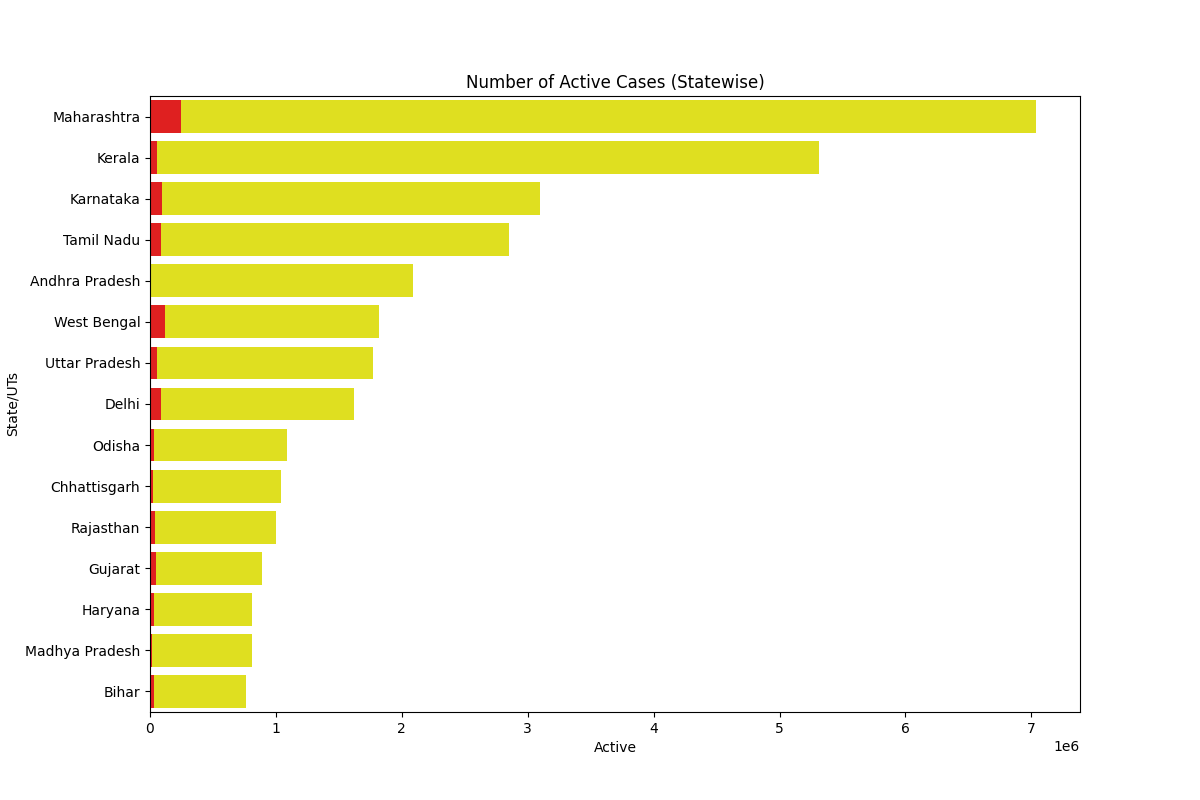 Number of Active Cases (Statewise)
State/UTs
Maharashtra
Kerala
Karnataka
Tamil Nadu
Andhra Pradesh
West Bengal
Uttar Pradesh
Delhi
Odisha
Chhattisgarh
Rajasthan
Gujarat
Haryana
Madhya Pradesh
Bihar
0 1 2 3 4 5 6 7
1e6
Active